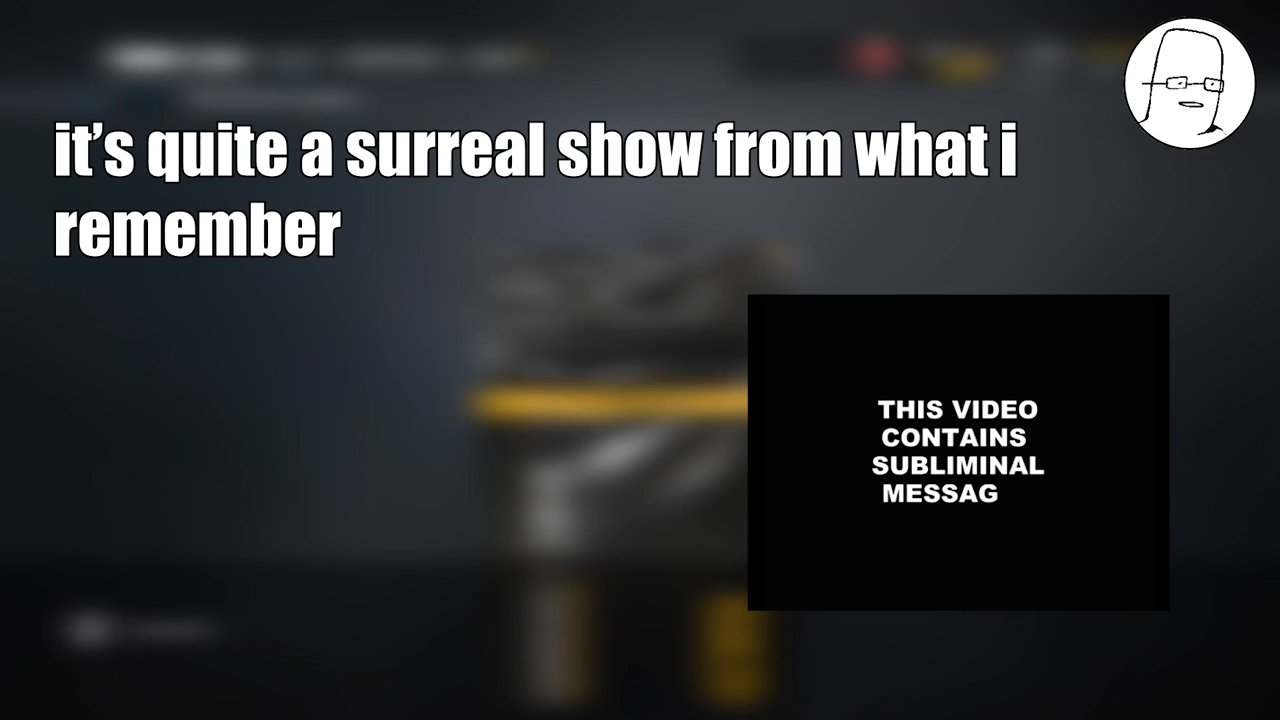 it’s quite a surreal show from what i
remember
THIS VIDEO
CONTAINS
SUBLIMINAL
MESSAG